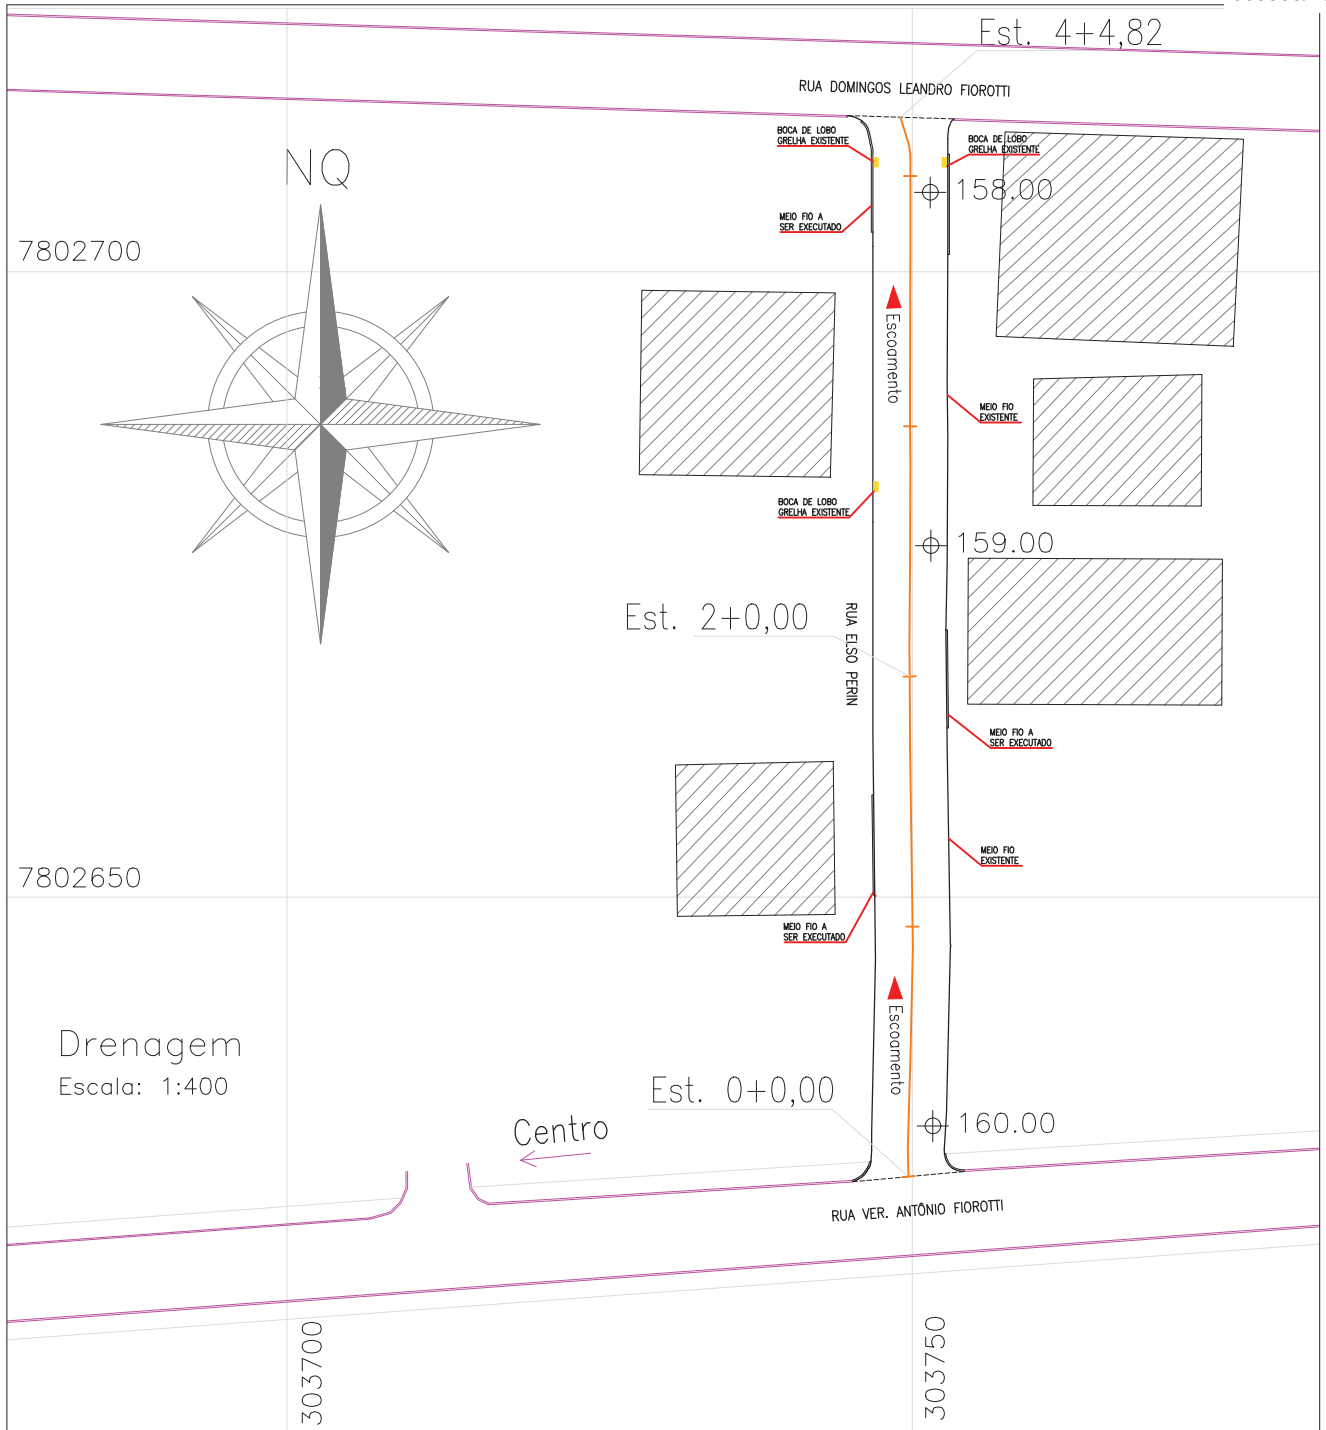 Est. 4+4,82
RUA DOMINGOS LEANDRO FIOROTTI
BOCA DE LOBO
GRELHA EXISTENTE
BOCA DE LOBO
GRELHA EXISTENTE
NQ
158.00
MEIO FIO A
SER EXECUTADO
7802700
Escoamento
MEIO FIO
EXISTENTE
BOCA DE LOBO
GRELHA EXISTENTE
159.00
Est. 2+0,00
RUA ELSO PERIN
MEIO FIO A
SER EXECUTADO
MEIO FIO
EXISTENTE
7802650
MEIO FIO A
SER EXECUTADO
Escoamento
Drenagem
Escala: 1:400
Est. 0+0,00
160.00
Centro
RUA VER. ANTÔNIO FIOROTTI
303700
303750